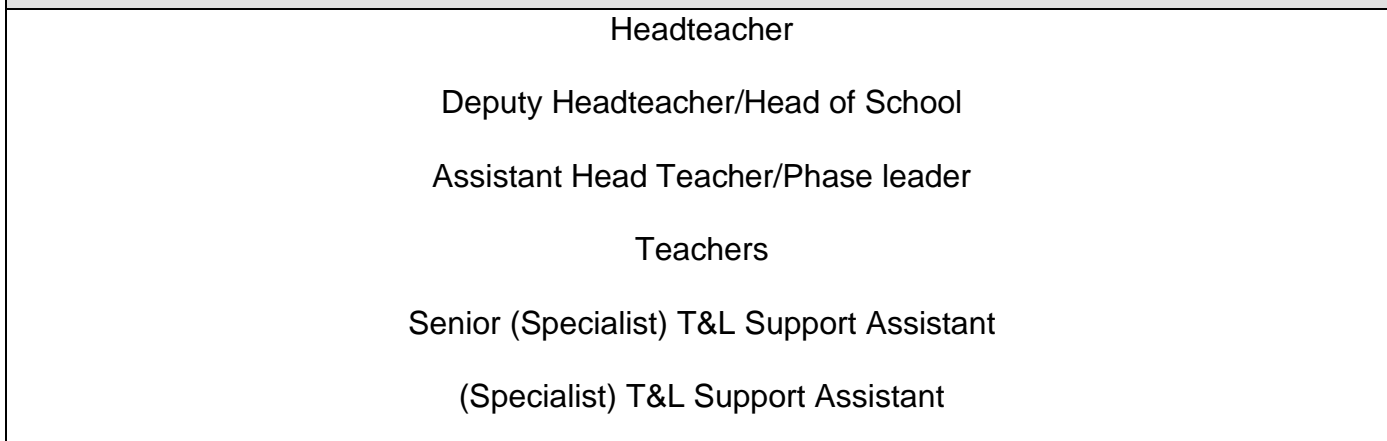 Headteacher
Deputy Headteacher/Head of School
Assistant Head Teacher/Phase leader
Teachers
Senior (Specialist) T&L Support Assistant
(Specialist) T&L Support Assistant